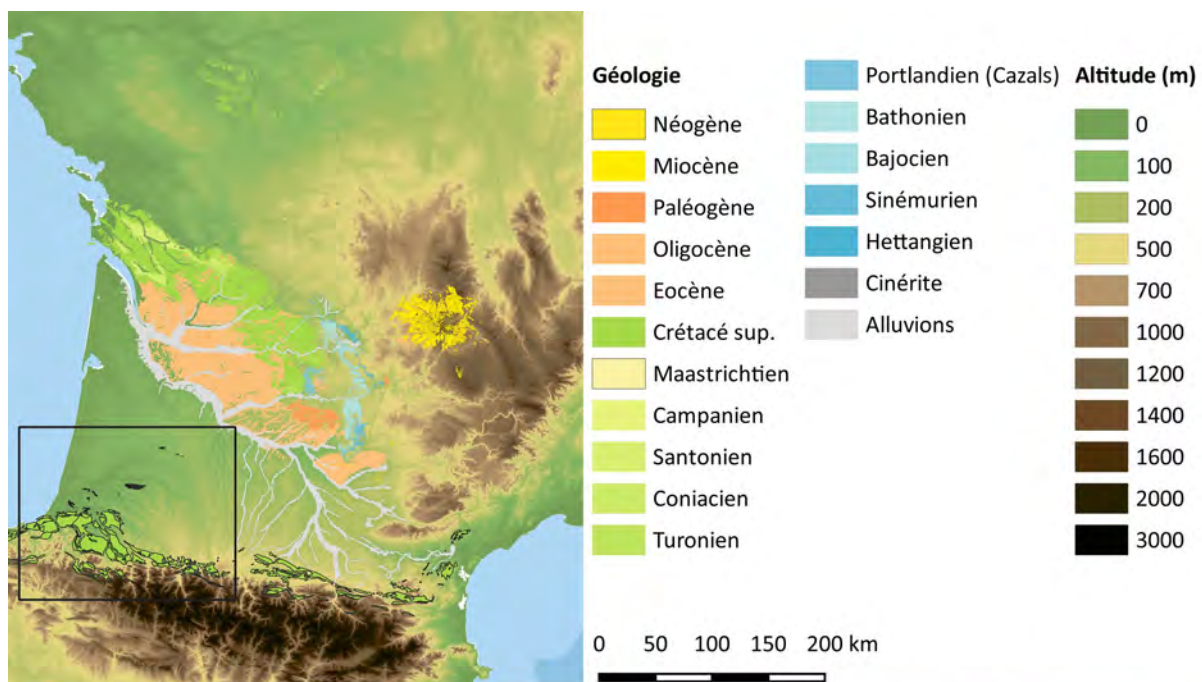 Géologie
Néogène
Miocène
Paléogène
Oligocène
Eocène
Crétacé sup.
Maastrichtien
Campanien
Santonien
Coniacien
Turonien
Portlandien (Cazals)
Bathonien
Bajocien
Sinémurien
Hettangien
Cinérite
Alluvions
Altitude (m)
0
100
200
500
700
1000
1200
1400
1600
2000
3000
0 50 100 150 200 km